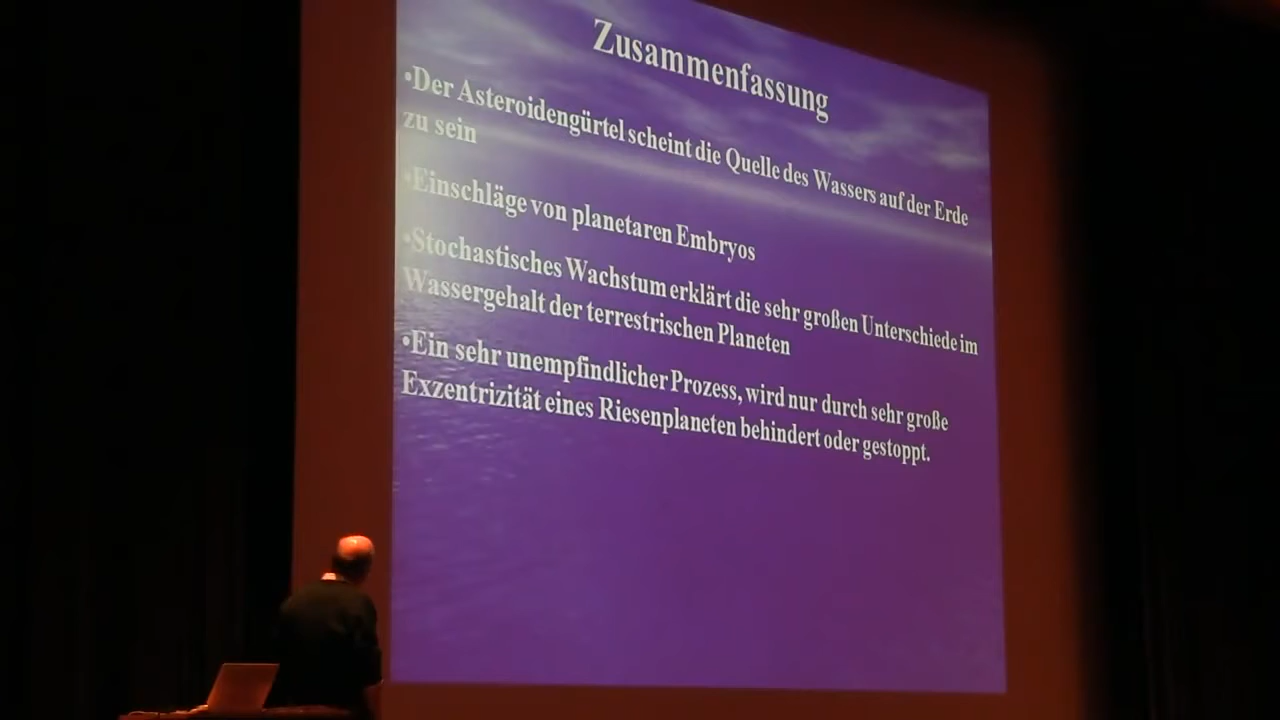 Zusammenfassung
•Der Asteroidengürtel scheint die Quelle des Wassers auf der Erde
zu sein
•Einschläge von planetaren Embryos
•Stochastisches Wachstum erklärt die sehr großen Unterschiede im
Wassergehalt der terrestrischen Planeten
•Ein sehr unempfindlicher Prozess, wird nur durch sehr große
Exzentrizität eines Riesenplaneten behindert oder gestoppt.